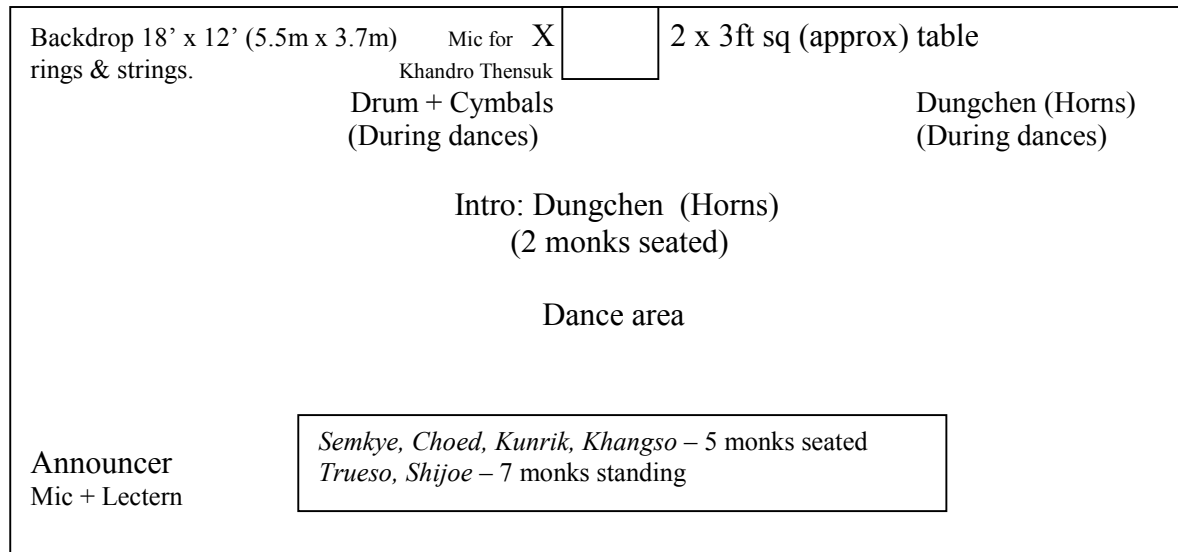 Backdrop 18’ x 12’ (5.5m x 3.7m) Mic for X 2 x 3ft sq (approx) table
rings & strings. Khandro Thensuk
Drum + Cymbals Dungchen (Horns)
(During dances) (During dances)
Intro: Dungchen (Horns)
(2 monks seated)
Dance area
Semkye, Choed, Kunrik, Khangso – 5 monks seated
Trueso, Shijoe – 7 monks standing
Announcer
Mic + Lectern